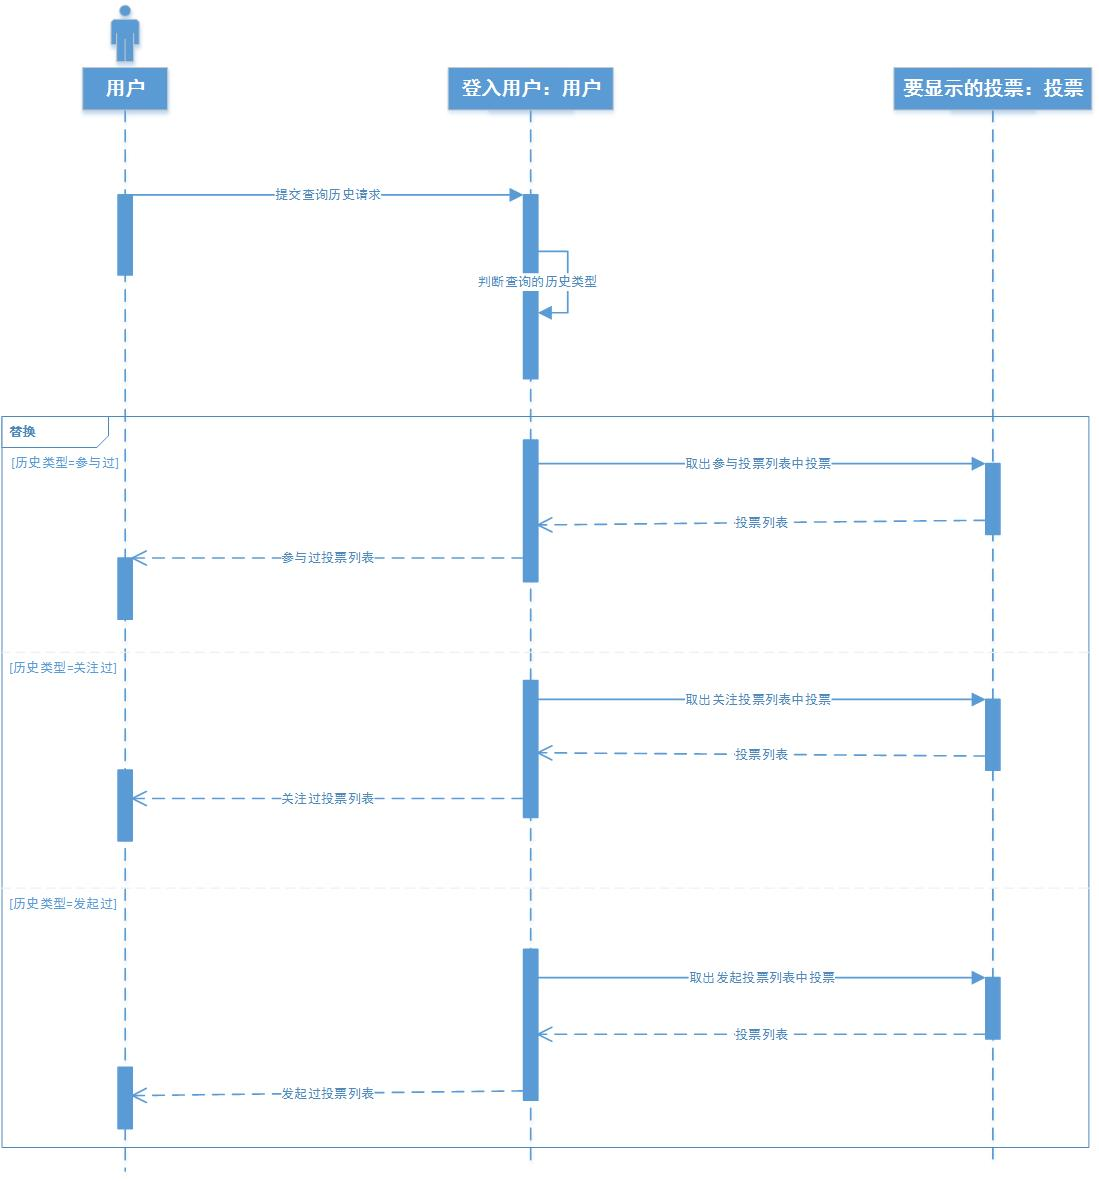 用户
登入用户：用户
要显示的投票：投票
提交查询历史请求
判断查询的历史类型
替换
[历史类型=参与过]
取出参与投票列表中投票
投票列表
参与过投票列表
[历史类型=关注过]
取出关注投票列表中投票
投票列表
关注过投票列表
[历史类型=发起过]
取出发起投票列表中投票
投票列表
发起过投票列表